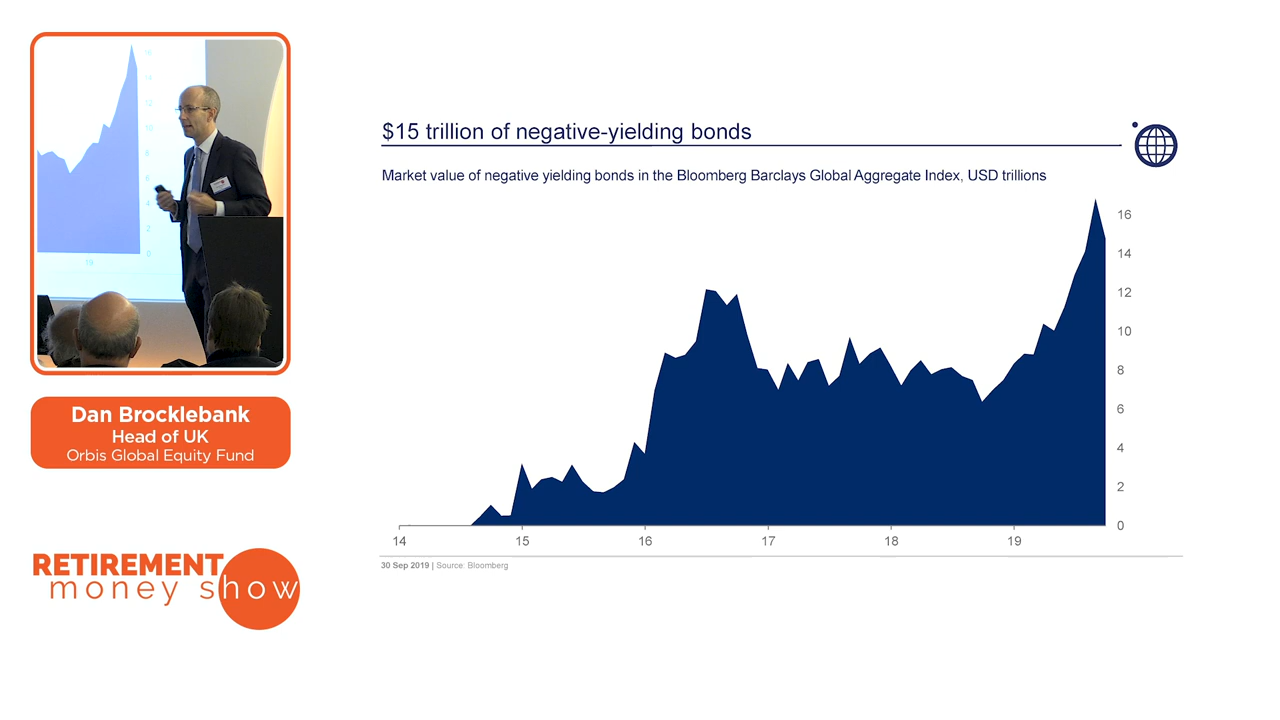 $15 trillion of negative-yielding bonds
Market value of negative yielding bonds in the Bloomberg Barclays Global Aggregate Index, USD trillions
16
14
12
10
8
6
4
2
0
14 15 16 17 18 19
30 Sep 2019 | Source: Bloomberg
Dan Brocklebank
Head of UK
Orbis Global Equity Fund
RETIREMENT
money show